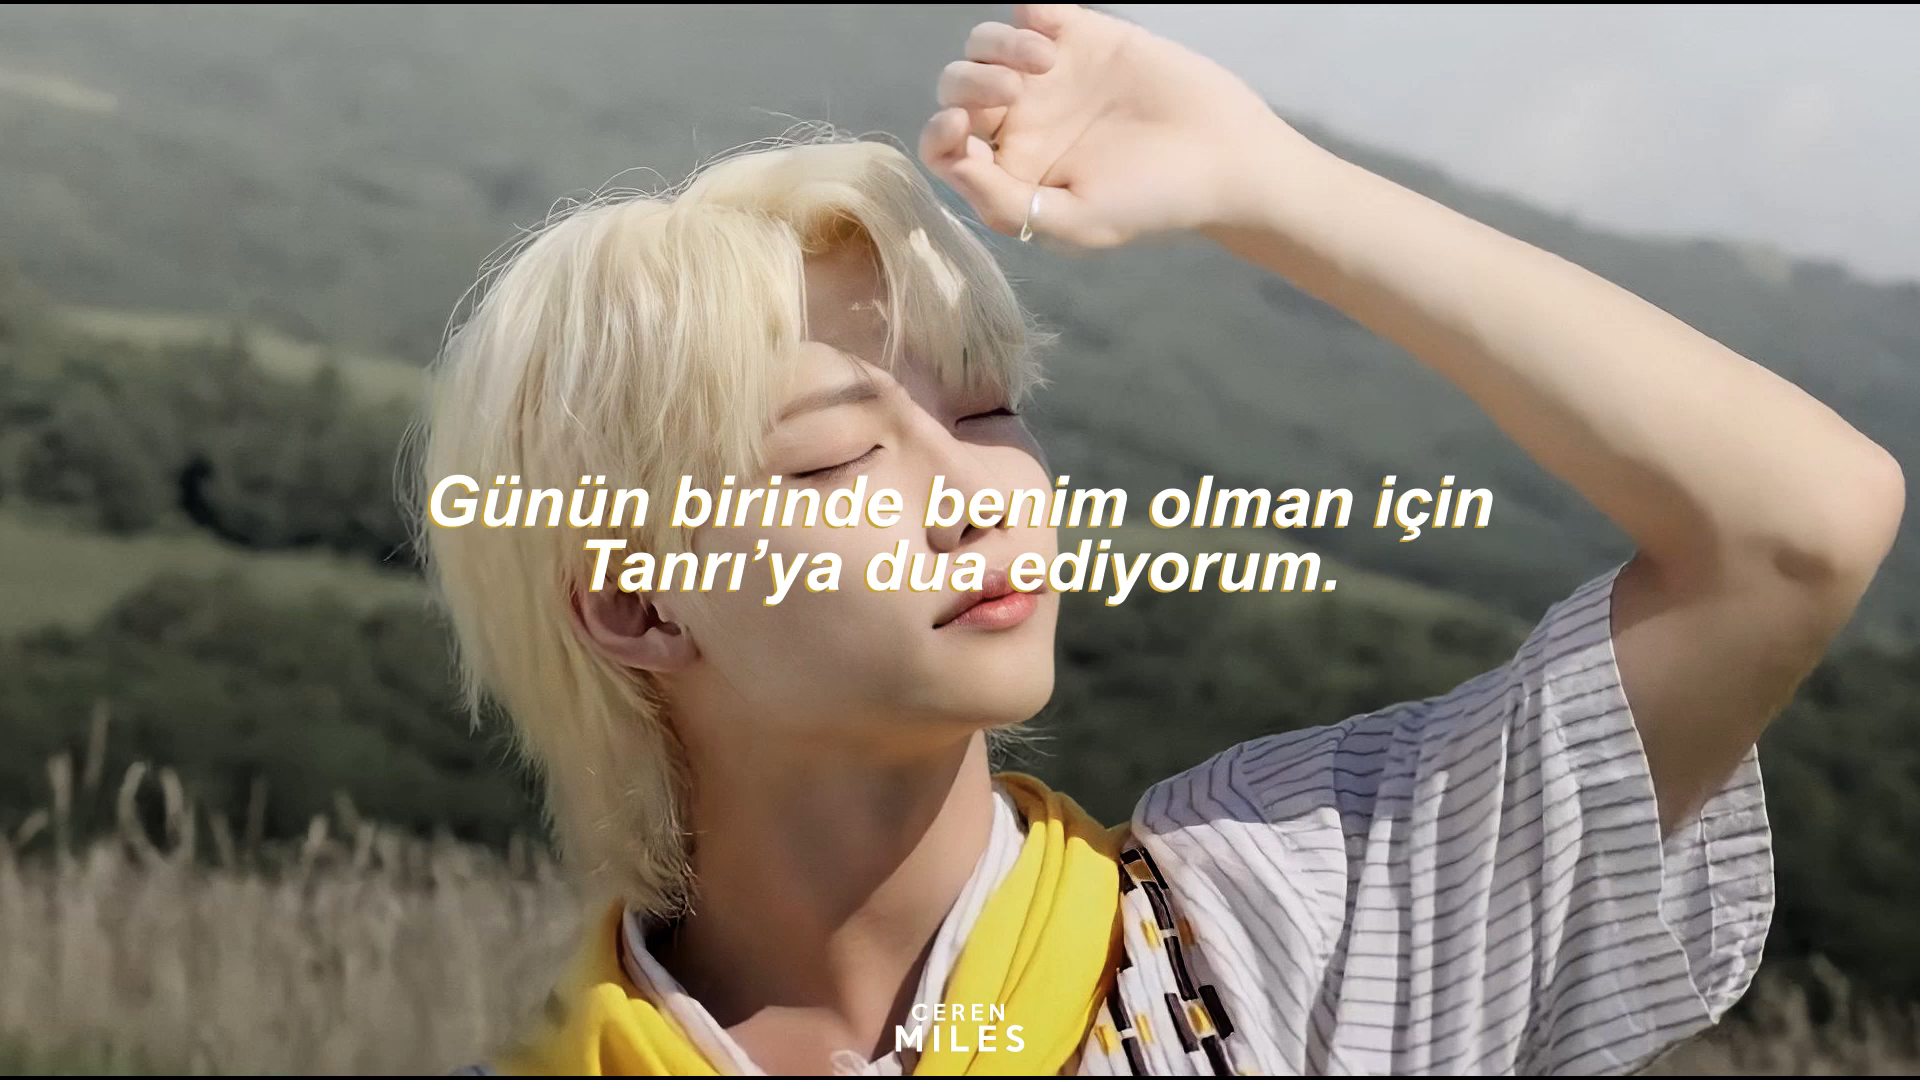 Günün birinde benim olman için
Tanrı’ya dua ediyorum.
CEREN
MILES